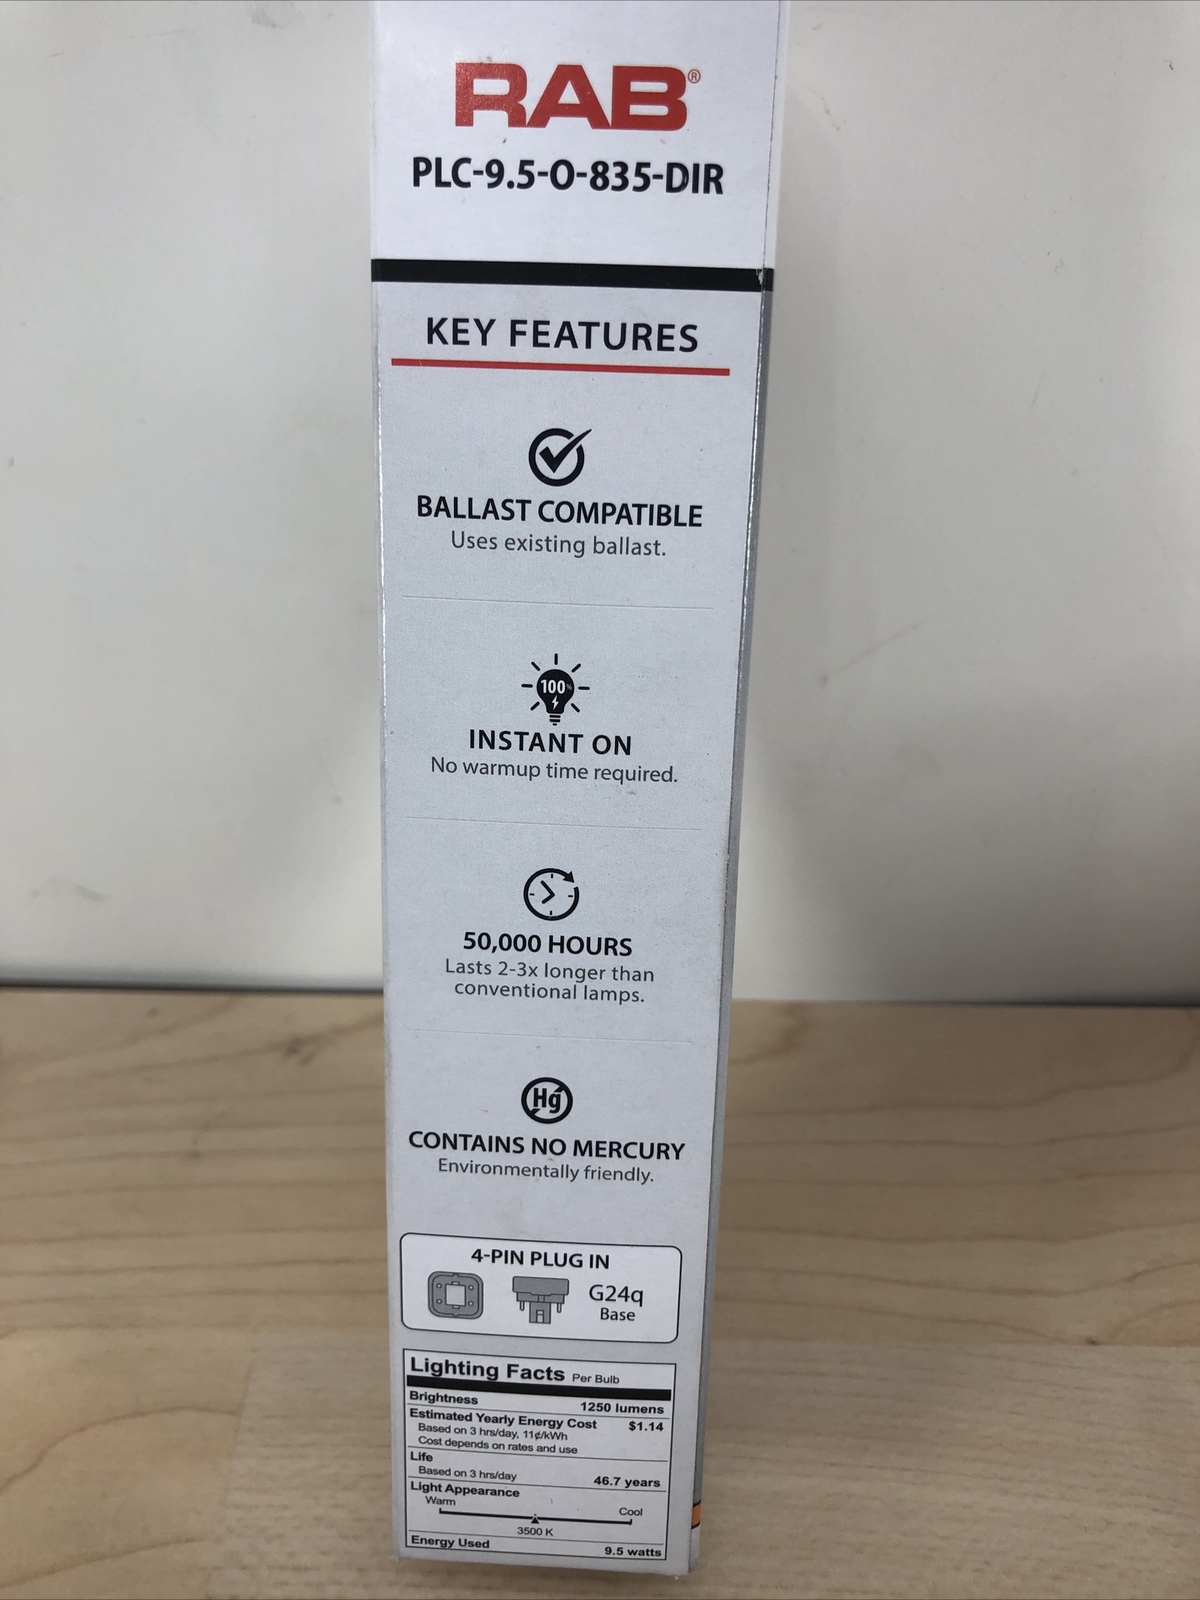 RAB®
PLC-9.5-O-835-DIR
KEY FEATURES
BALLAST COMPATIBLE
Uses existing ballast.
100%
INSTANT ON
No warmup time required.
50,000 HOURS
Lasts 2-3x longer than
conventional lamps.
Hg
CONTAINS NO MERCURY
Environmentally friendly.
4-PIN PLUG IN
G24q
Base
Lighting Facts Per Bulb
Brightness 1250 lumens
Estimated Yearly Energy Cost $1.14
Based on 3 hrs/day, 11¢/kWh
Cost depends on rates and use
Life
Based on 3 hrs/day 46.7 years
Light Appearance
Warm Cool
3500 K
Energy Used 9.5 watts